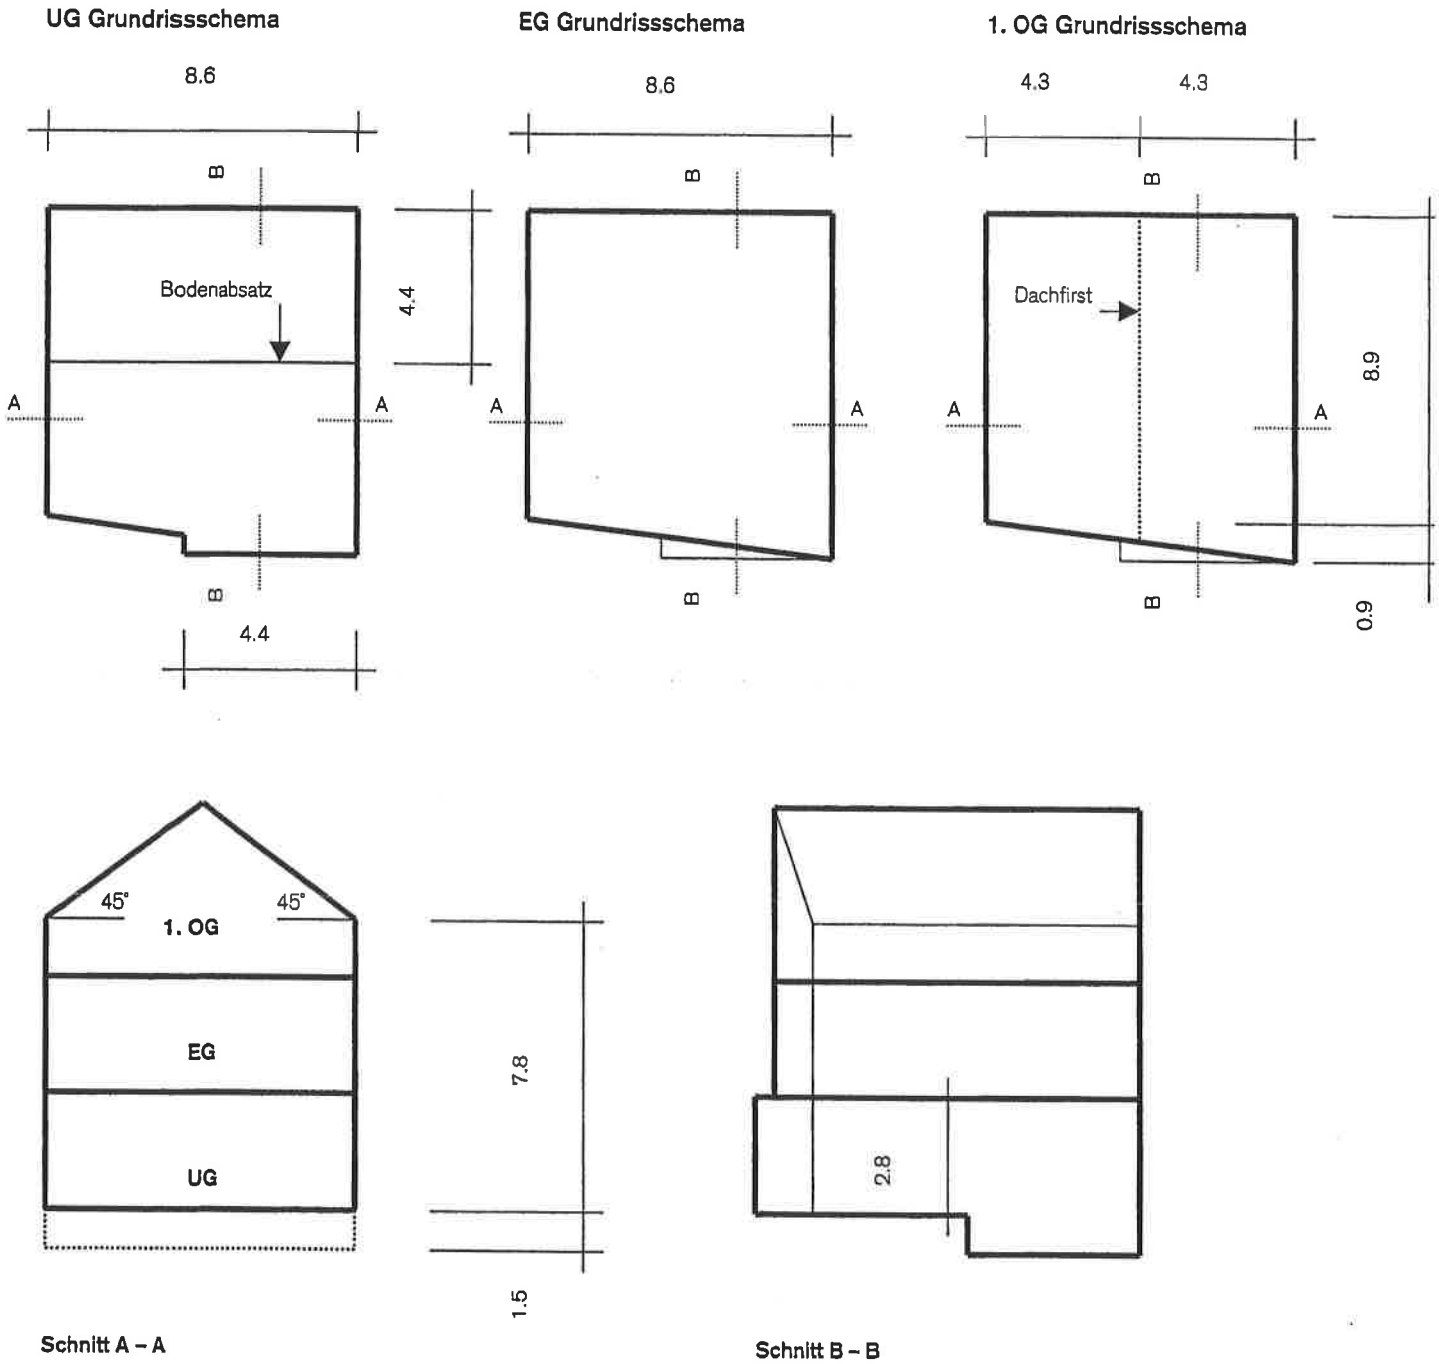 UG Grundrissschema
EG Grundrissschema
1. OG Grundrissschema
8.6
8.6
4.3
4.3
B
B
B
Bodenabsatz
4.4
Dachfirst
8.9
A
A
A
A
A
A
B
B
B
0.9
4.4
45°
45°
1. OG
EG
7.8
UG
2.8
1.5
Schnitt A – A
Schnitt B – B